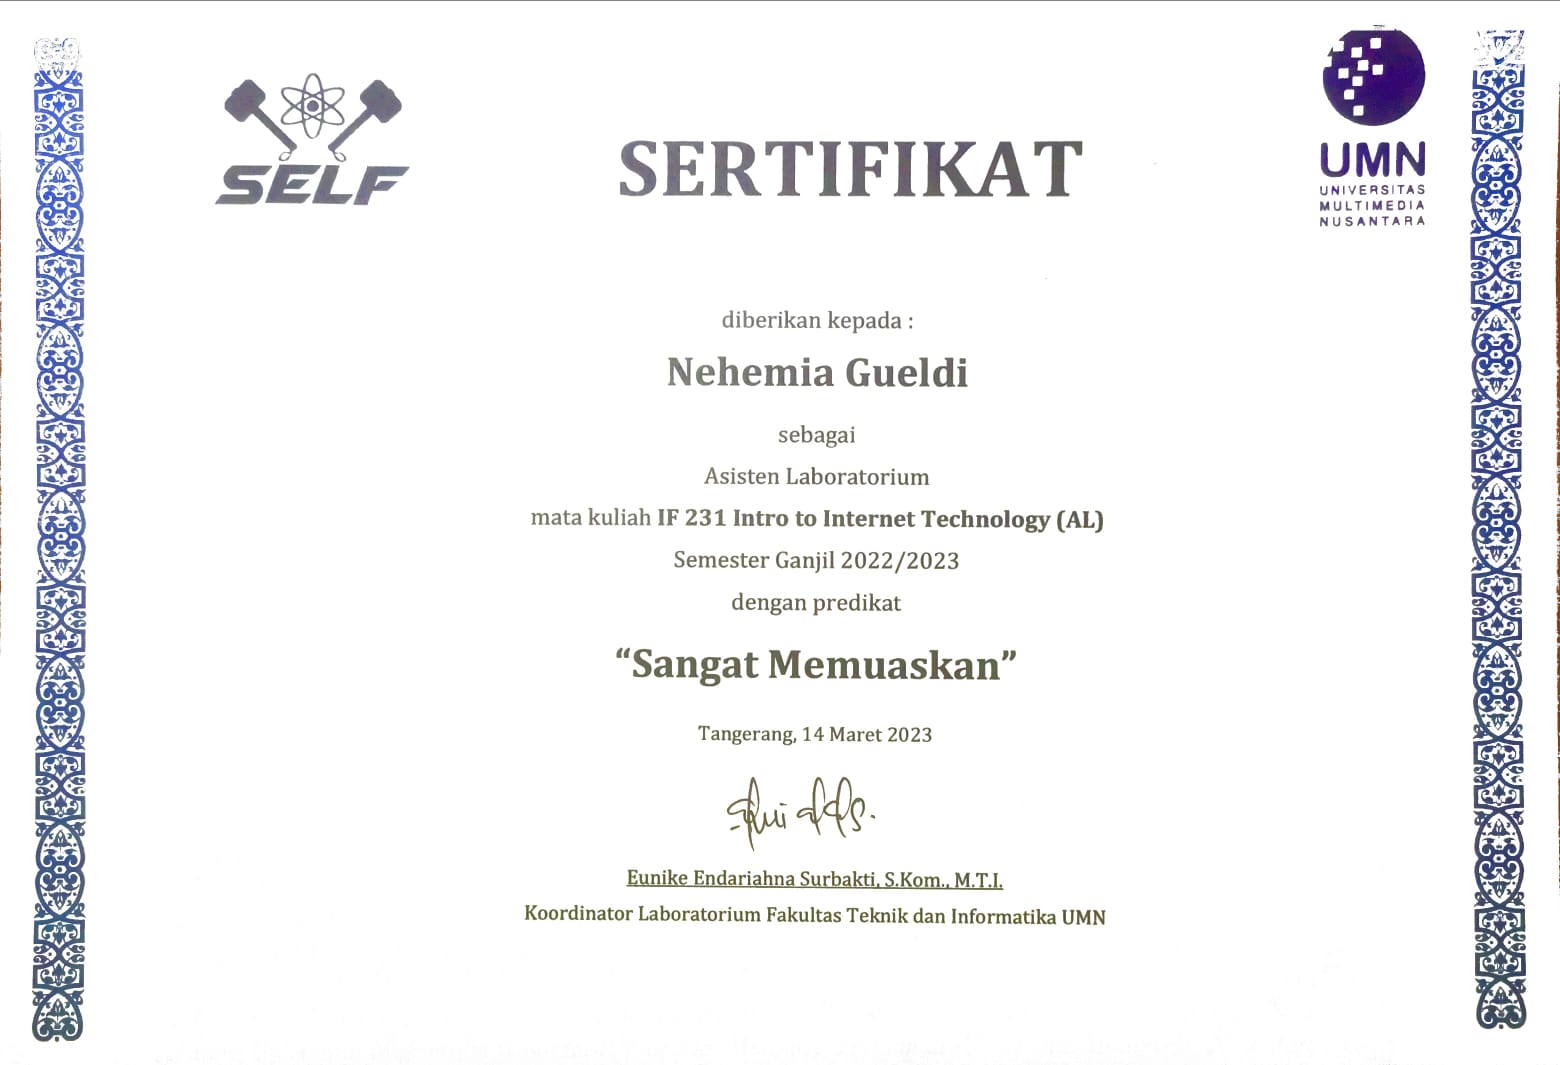 SELF
SERTIFIKAT
UMN
UNIVERSITAS
MULTIMEDIA
NUSANTARA
diberikan kepada :
Nehemia Gueldi
sebagai
Asisten Laboratorium
mata kuliah IF 231 Intro to Internet Technology (AL)
Semester Ganjil 2022/2023
dengan predikat
“Sangat Memuaskan”
Tangerang, 14 Maret 2023
Eunike Endariahna Surbakti, S.Kom., M.T.I.
Koordinator Laboratorium Fakultas Teknik dan Informatika UMN